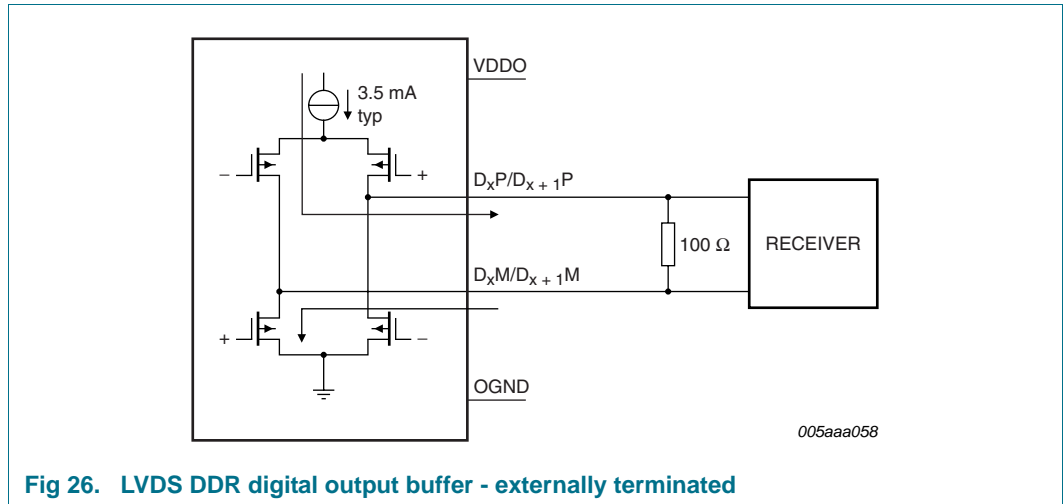 VDDO
3.5 mA
typ
–
+
DxP/Dx + 1P
100 Ω
RECEIVER
DxM/Dx + 1M
+
–
OGND
005aaa058
Fig 26. LVDS DDR digital output buffer - externally terminated